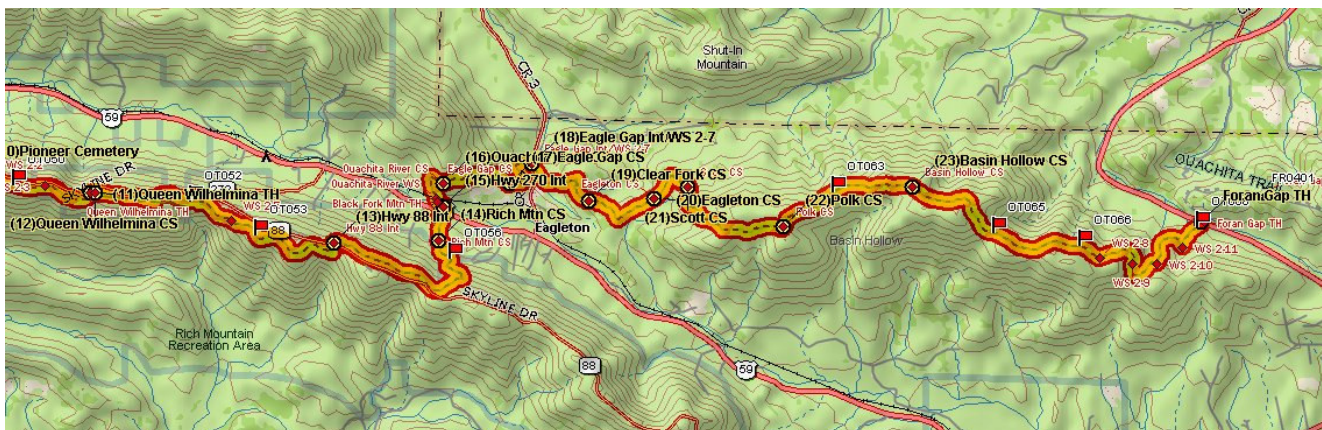 Shut-In
Mountain
CR-3
59
(18)Eagle Gap Int/WS 2-7
Eagle Gap Int/WS 2-7
0)Pioneer Cemetery
OT050
WS 2-2
WS 2-3
SKYLINE DR
OT052
272
Ouachita River CS
(16)Ouach
(17)Eagle Gap CS
Eagle Gap CS
OT063
(23)Basin Hollow CS
Basin Hollow CS
OUACHITA TRAIL
FR0401
(11)Queen Wilhelmina TH
Queen Wilhelmina TH
Ouachita River WS
(15)Hwy 270 Int
Eagleton CS
(19)Clear Fork CS
Foran Gap TH
Foran Gap TH
Black Fork Mtn TH
(20)Eagleton CS
(12)Queen Wilhelmina CS
OT053
88
(13)Hwy 88 Int
Hwy 88 Int
(14)Rich Mtn CS
Eagleton
(21)Scott CS
(22)Polk CS
Polk CS
OT065
OT066
OT056
Rich Mtn CS
Basin Hollow
WS 2-8
WS 2-11
WS 2-10
WS 2-9
SKYLINE DR
Rich Mountain
Recreation Area
88
59